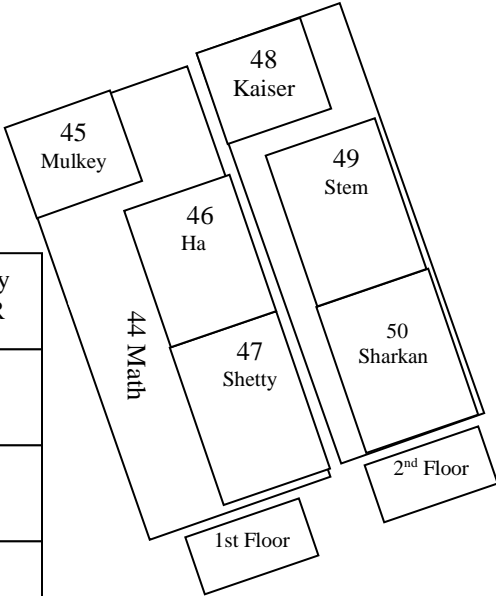 48
Kaiser
45
Mulkey
49
Stem
46
Ha
y
R
44 Math
47
Shetty
50
Sharkan
2nd Floor
1st Floor